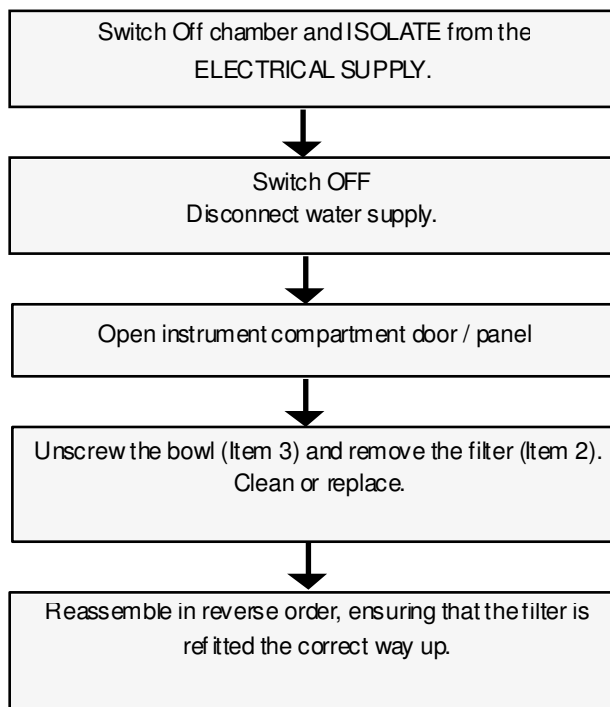 Switch Off chamber and ISOLATE from the
ELECTRICAL SUPPLY.
Switch OFF
Disconnect water supply.
Open instrument compartment door / panel
Unscrew the bowl (Item 3) and remove the filter (Item 2).
Clean or replace.
Reassemble in reverse order, ensuring that the filter is
refitted the correct way up.